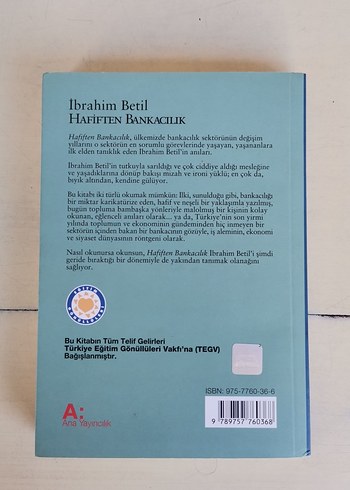 Ibrahim Betil
HAFİFTEN BANKACILIK
Hafiften Bankacılık, ülkemizde bankacılık sektörünün değişim
yıllarını o sektörün en sorumlu görevlerinde yaşayan, yaşananlara
ilk elden tanıklık eden İbrahim Betil'in anıları.
İbrahim Betil'in tutkuyla sarıldığı ve çok ciddiye aldığı mesleğine
ve yaşadıklarına dönüp bakışı mizah ve ironi yüklü; en çok da,
bıyık altından, kendine gülüyor.
Bu kitabı iki türlü okumak mümkün: İlki, sunulduğu gibi, bankacılığı
bir miktar karikatürize eden, hafif ve neşeli bir yaklaşımla yazılmış,
bugün topluma bambaşka yönleriyle malolmuş bir kişinin kolay
okunan, eğlenceli anıları olarak... ya da, Türkiye'nin son yirmi
yılında toplumun ve ekonominin gündeminden hiç inmeyen bir
sektörün içinden bakan bir bankacının gözüyle, iş aleminin, ekonomi
ve siyaset dünyasının röntgeni olarak.
Nasıl okunursa okunsun, Hafiften Bankacılık İbrahim Betil'i şimdi
geride bıraktığı bir dönemiyle de yakından tanımak olanağını
sağlıyor.
Bu Kitabın Tüm Telif Gelirleri
Türkiye Eğitim Gönüllüleri Vakfı'na (TEGV)
Bağışlanmıştır.
ISBN: 975-7760-36-6
A:
Ana Yayıncılık
9 789757 760368